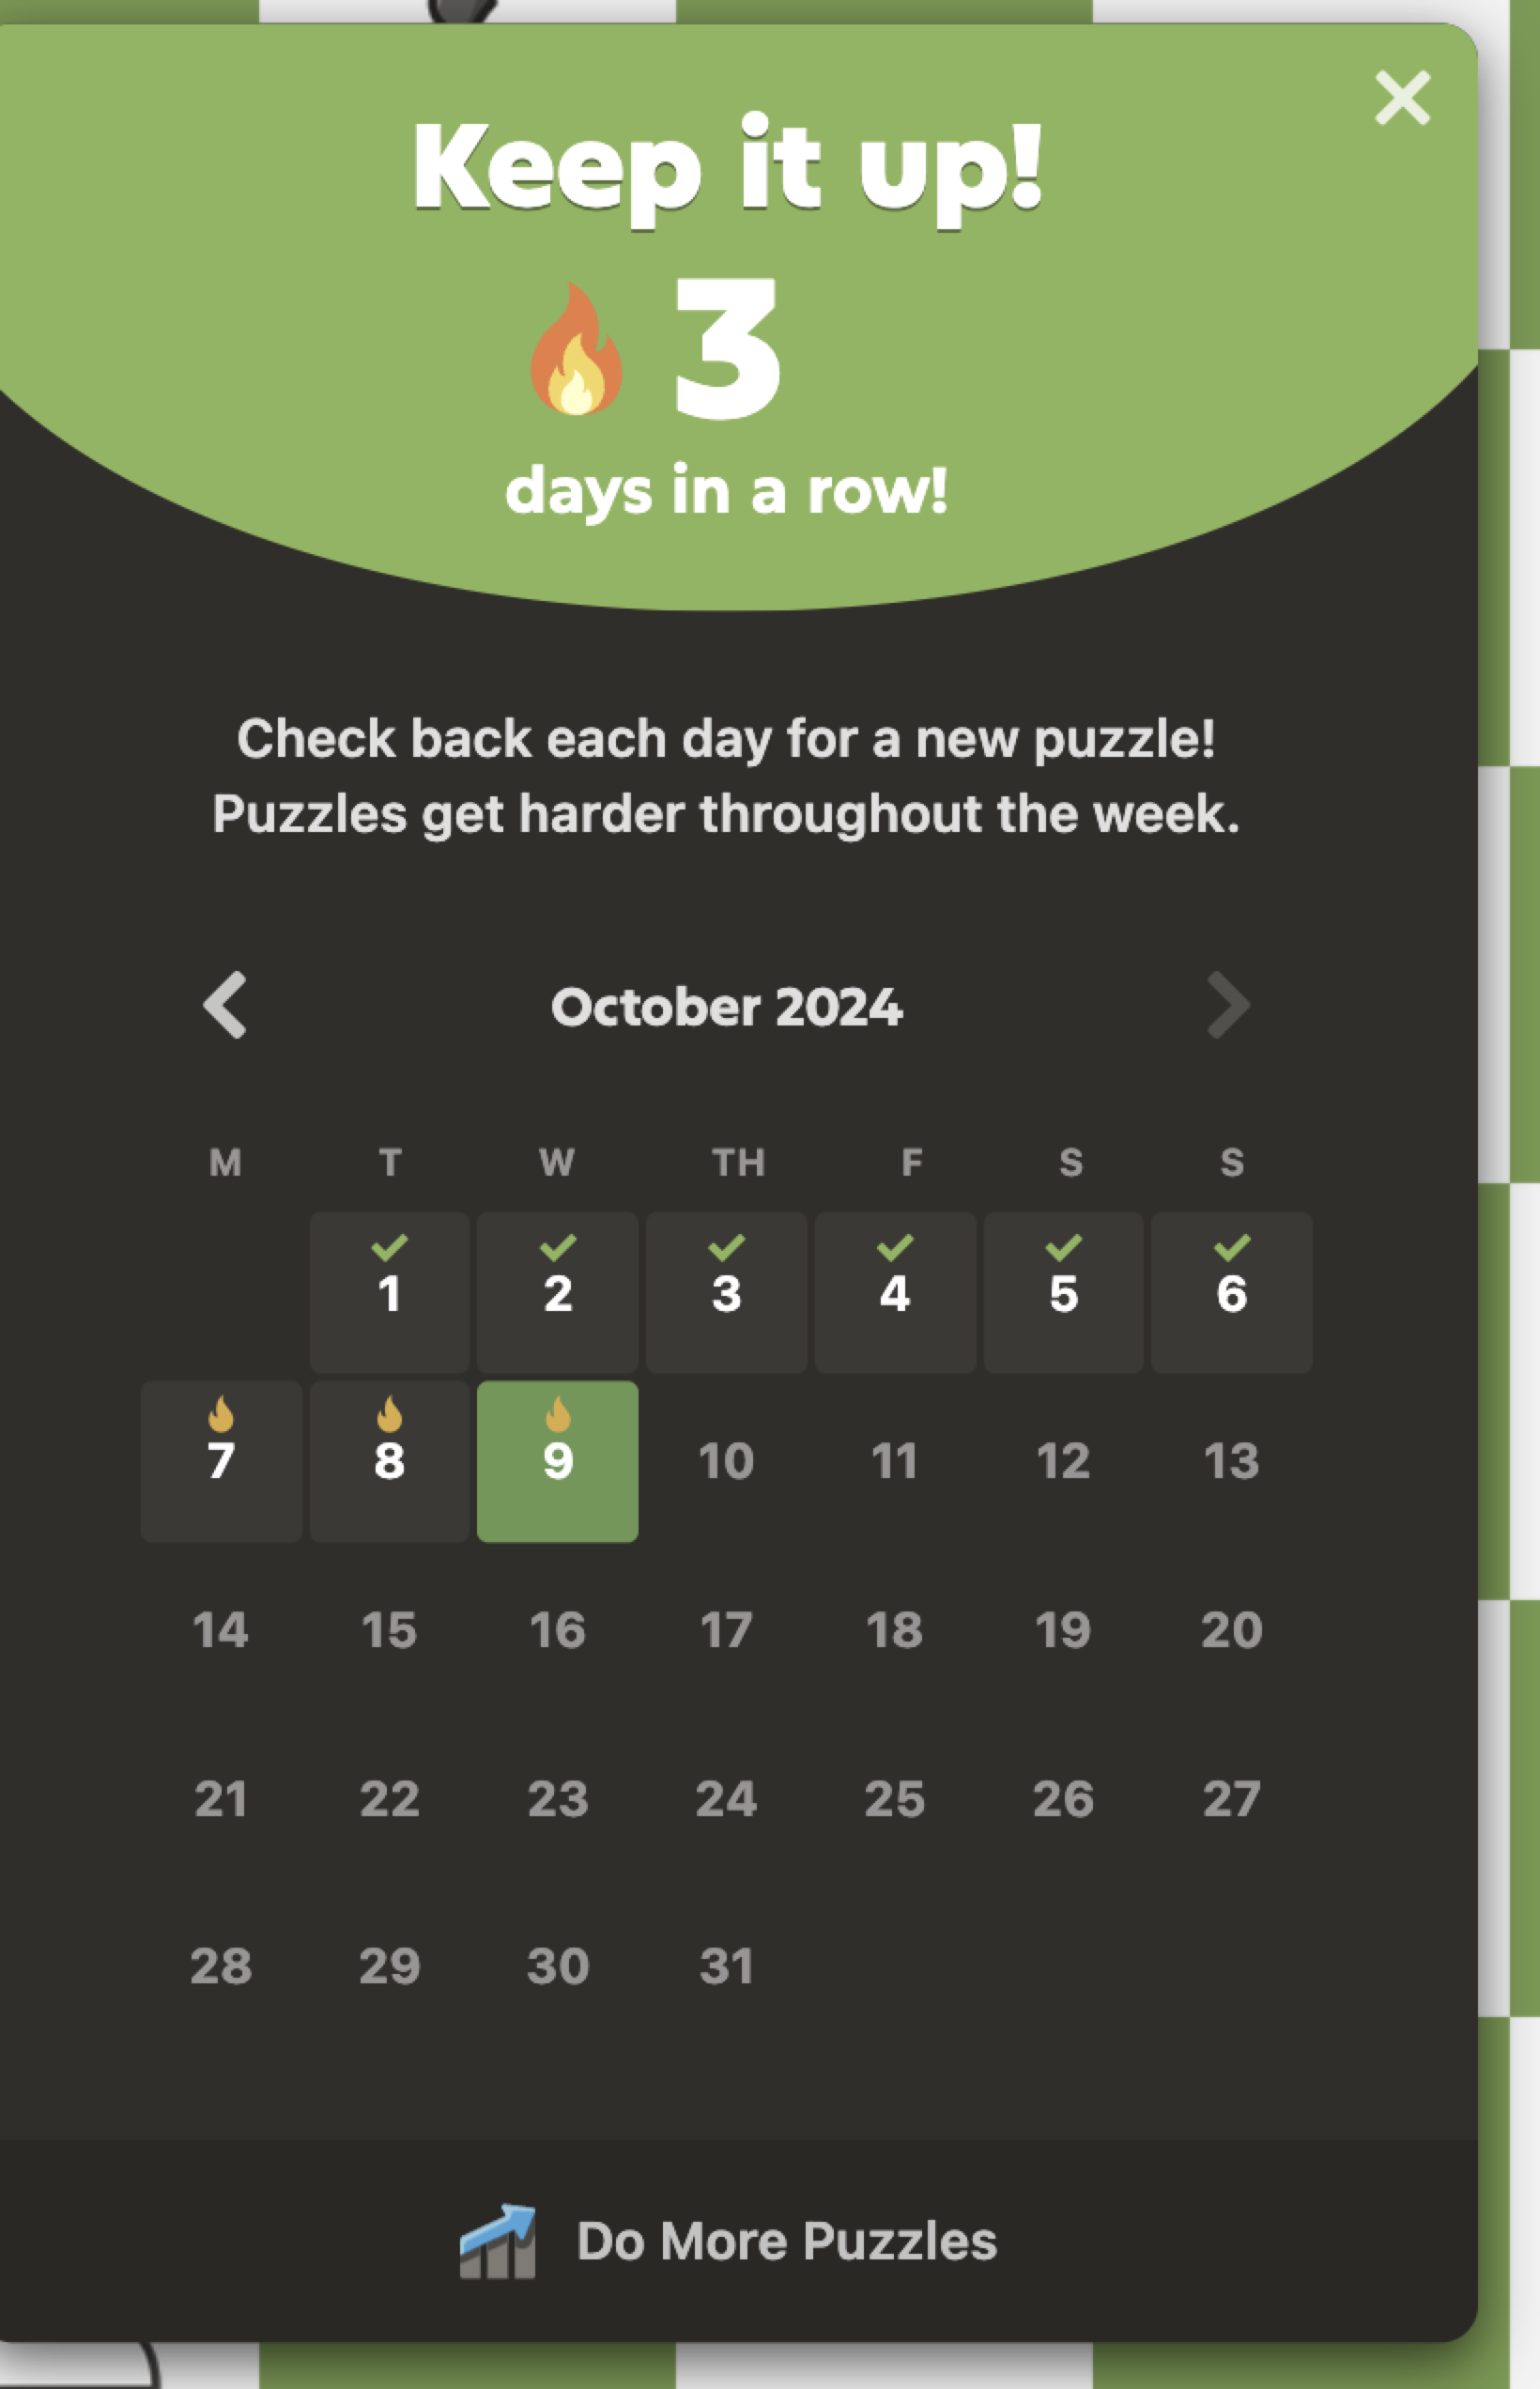 Keep it up!
3
days in a row!
Check back each day for a new puzzle!
Puzzles get harder throughout the week.
October 2024
M T W TH F S S
1 2 3 4 5 6
7 8 9 10 11 12 13
14 15 16 17 18 19 20
21 22 23 24 25 26 27
28 29 30 31
Do More Puzzles